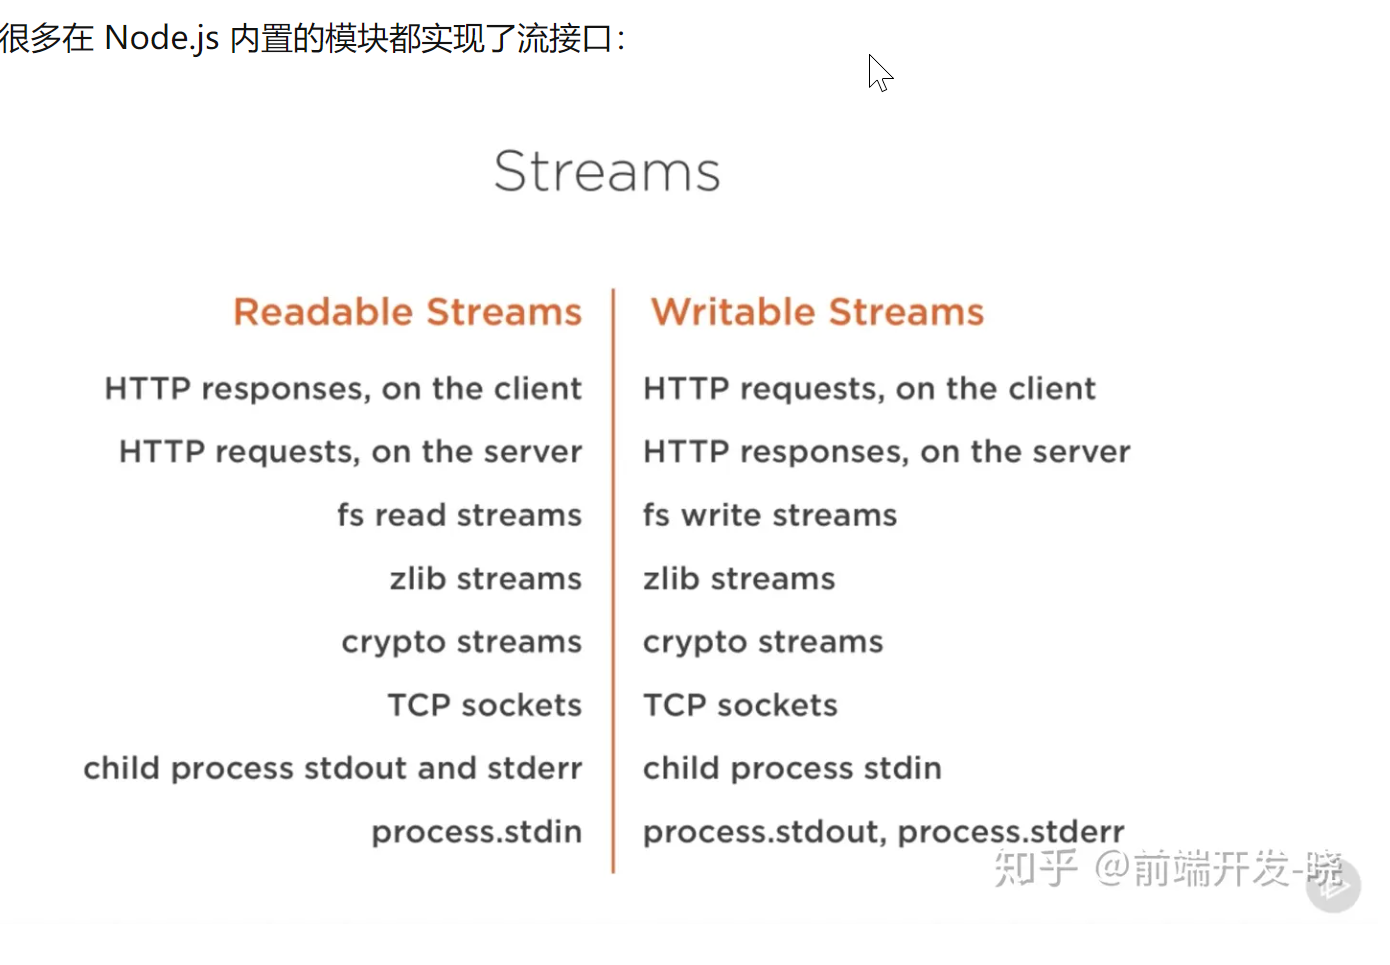 很多在 Node.js 内置的模块都实现了流接口：
Streams
Readable Streams
Writable Streams
HTTP responses, on the client
HTTP requests, on the client
HTTP requests, on the server
HTTP responses, on the server
fs read streams
fs write streams
zlib streams
zlib streams
crypto streams
crypto streams
TCP sockets
TCP sockets
child process stdout and stderr
child process stdin
process.stdin
process.stdout, process.stderr
知乎 @前端开发-晓